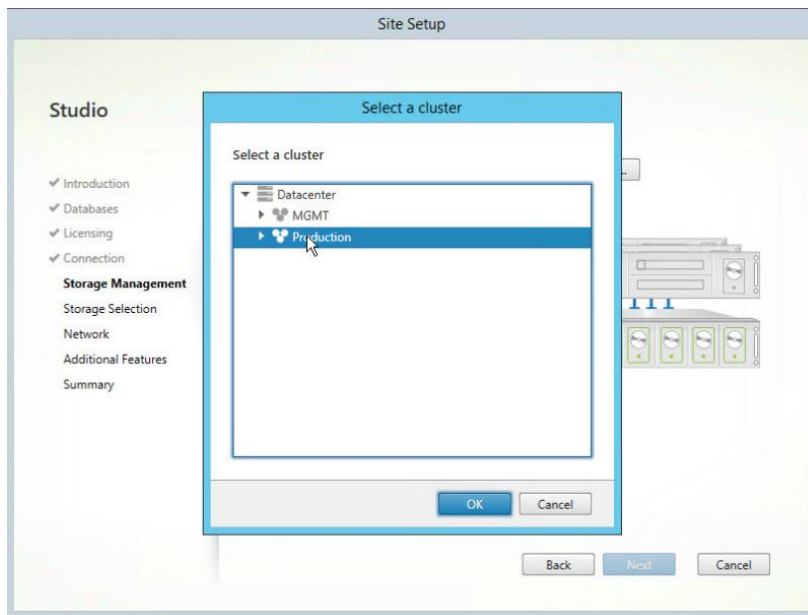 Site Setup
Studio
✔ Introduction
✔ Databases
✔ Licensing
✔ Connection
Storage Management
Storage Selection
Network
Additional Features
Summary
Select a cluster
Select a cluster
Datacenter
MGMT
Production
OK Cancel
..
Back Next Cancel